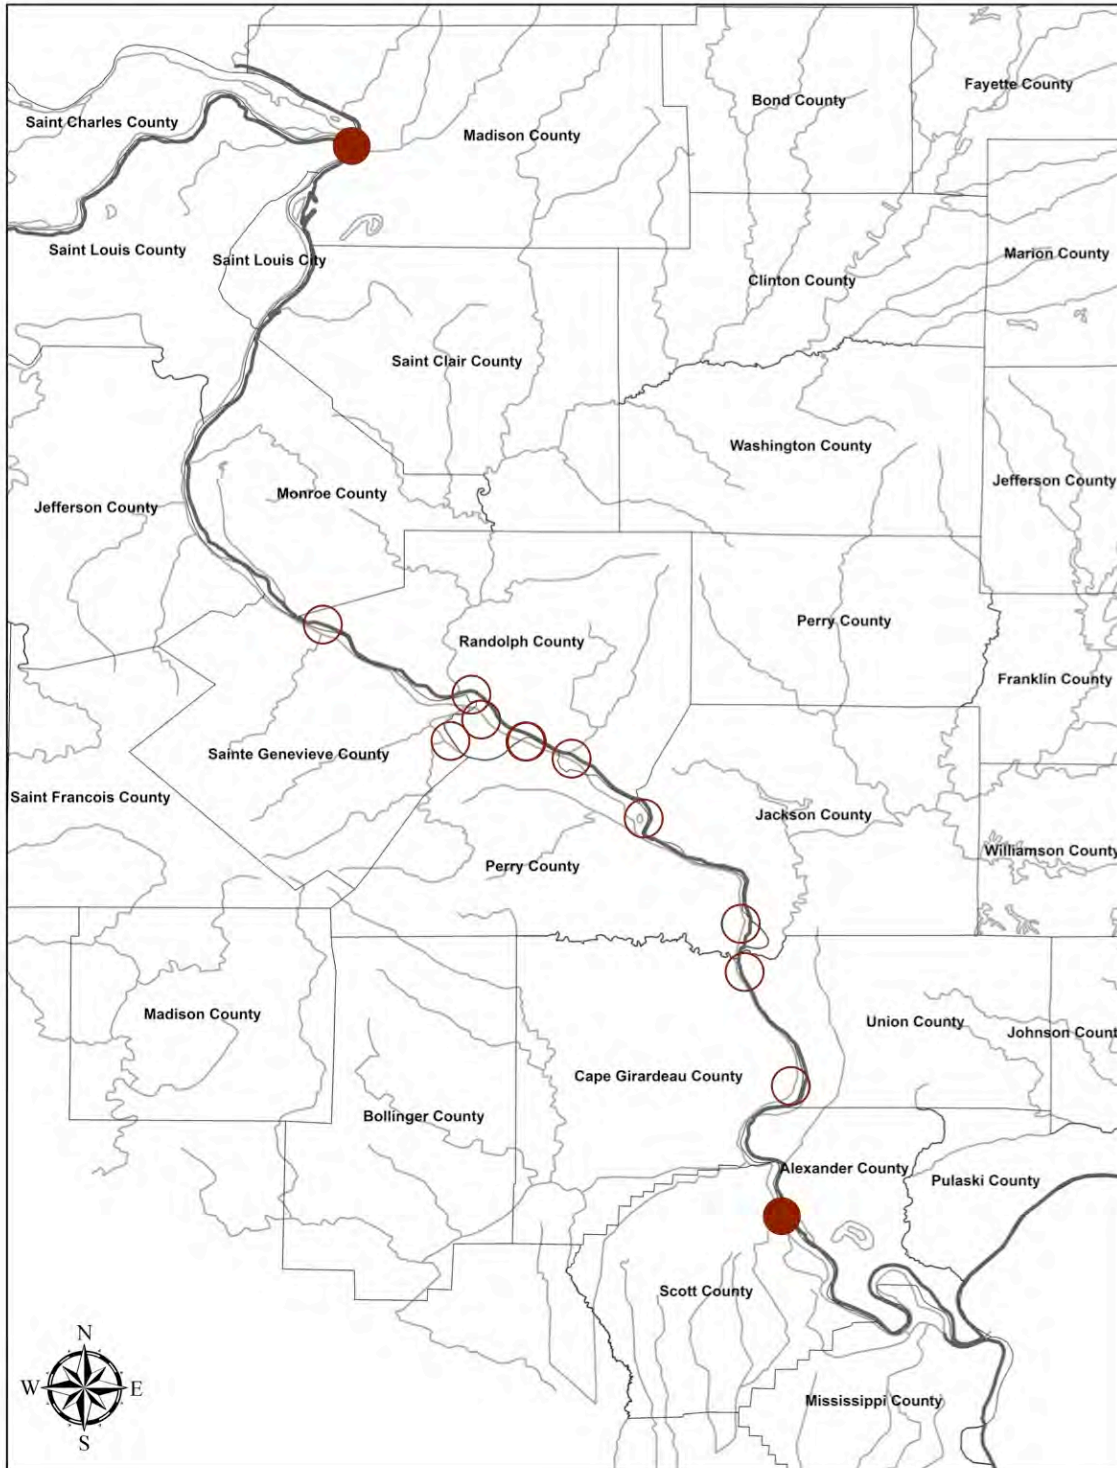 Fayette County
Bond County
Saint Charles County
Madison County
Saint Louis County
Saint Louis City
Marion County
Clinton County
Saint Clair County
Washington County
Jefferson County
Monroe County
Jefferson County
Perry County
Randolph County
Franklin County
Sainte Genevieve County
Saint Francois County
Jackson County
Williamson County
Perry County
Madison County
Union County
Johnson Count
Cape Girardeau County
Bollinger County
Alexander County
Pulaski County
Scott County
Mississippi County
N
W E
S